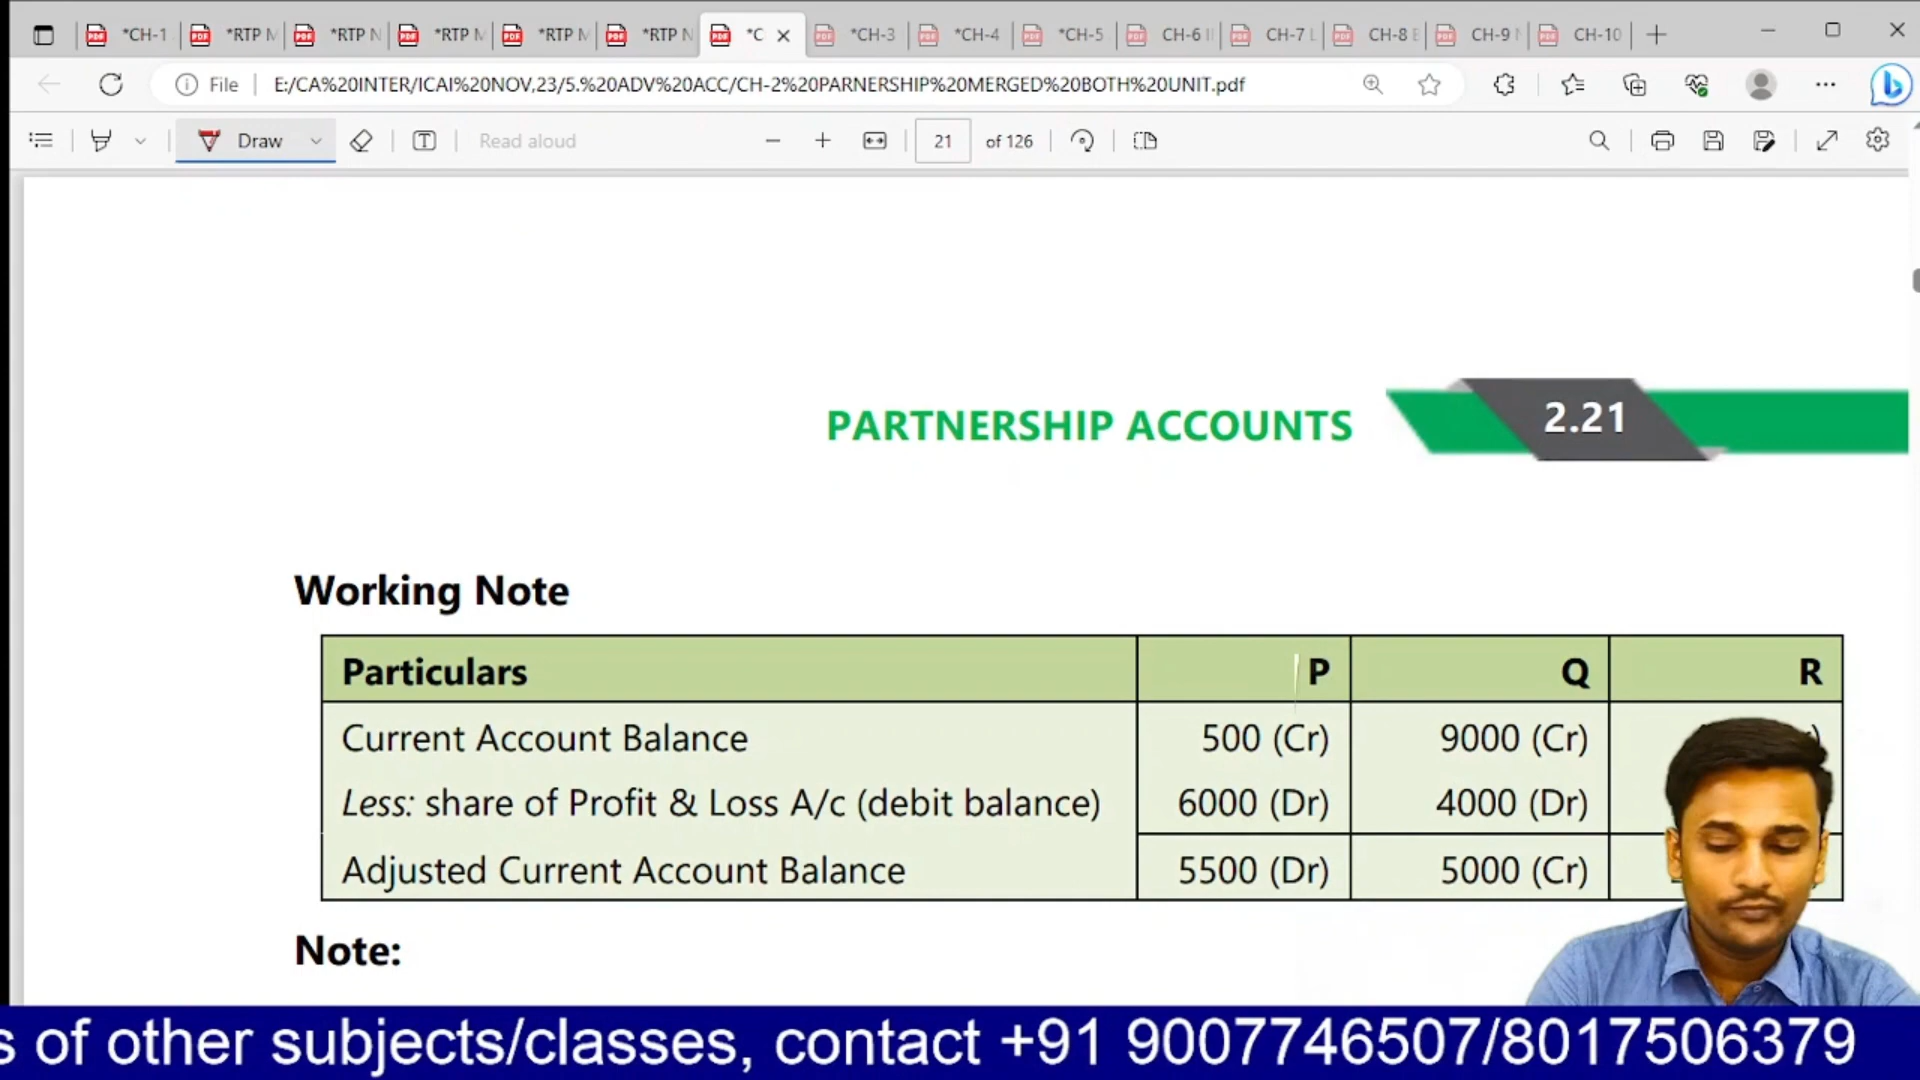 *CH-1 *RTP M *RTP N *RTP M *RTP M *RTP N *C *CH-3 *CH-4 *CH-5 CH-6 CH-7 CH-8 CH-9 CH-10
File E:/CA%20INTER/ICAI%20NOV,23/5.%20ADV%20ACC/CH-2%20PARNERSHIP%20MERGED%20BOTH%20UNIT.pdf
Draw Read aloud 21 of 126
PARTNERSHIP ACCOUNTS 2.21
Working Note
Particulars P Q R
Current Account Balance 500 (Cr) 9000 (Cr)
Less: share of Profit & Loss A/c (debit balance) 6000 (Dr) 4000 (Dr)
Adjusted Current Account Balance 5500 (Dr) 5000 (Cr)
Note:
s of other subjects/classes, contact +91 9007746507/8017506379